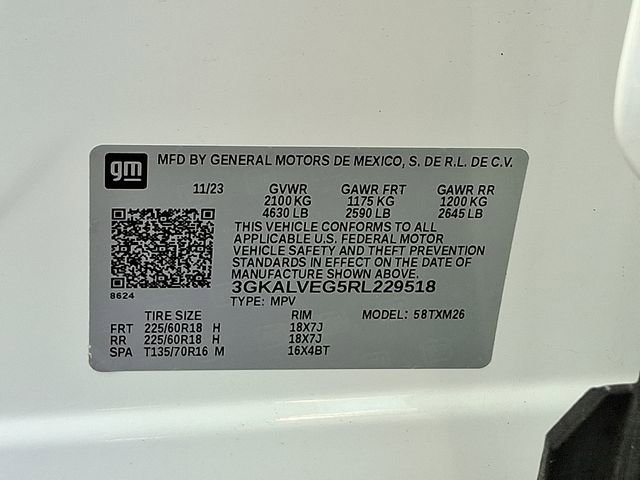 gm MFD BY GENERAL MOTORS DE MEXICO, S. DE R.L. DE C.V.
11/23 GVWR GAWR FRT GAWR RR
2100 KG 1175 KG 1200 KG
4630 LB 2590 LB 2645 LB
THIS VEHICLE CONFORMS TO ALL
APPLICABLE U.S. FEDERAL MOTOR
VEHICLE SAFETY AND THEFT PREVENTION
STANDARDS IN EFFECT ON THE DATE OF
MANUFACTURE SHOWN ABOVE.
8624 3GKALVEG5RL229518
TYPE: MPV
TIRE SIZE RIM MODEL: 58TXM26
FRT 225/60R18 H 18X7J
RR 225/60R18 H 18X7J
SPA T135/70R16 M 16X4BT